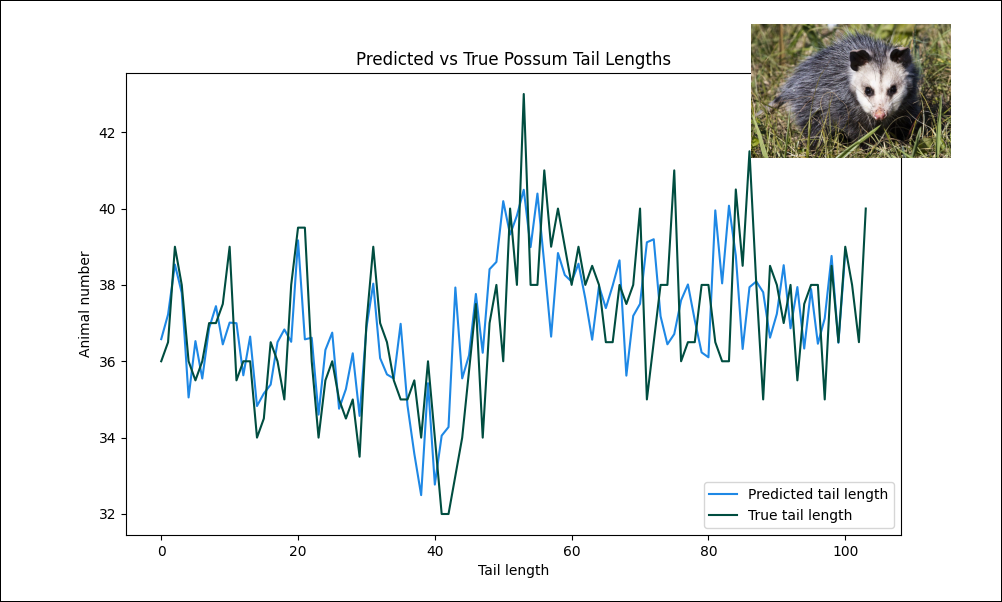 Predicted vs True Possum Tail Lengths
Animal number
42
40
38
36
34
32
0 20 40 60 80 100
Tail length
Predicted tail length
True tail length